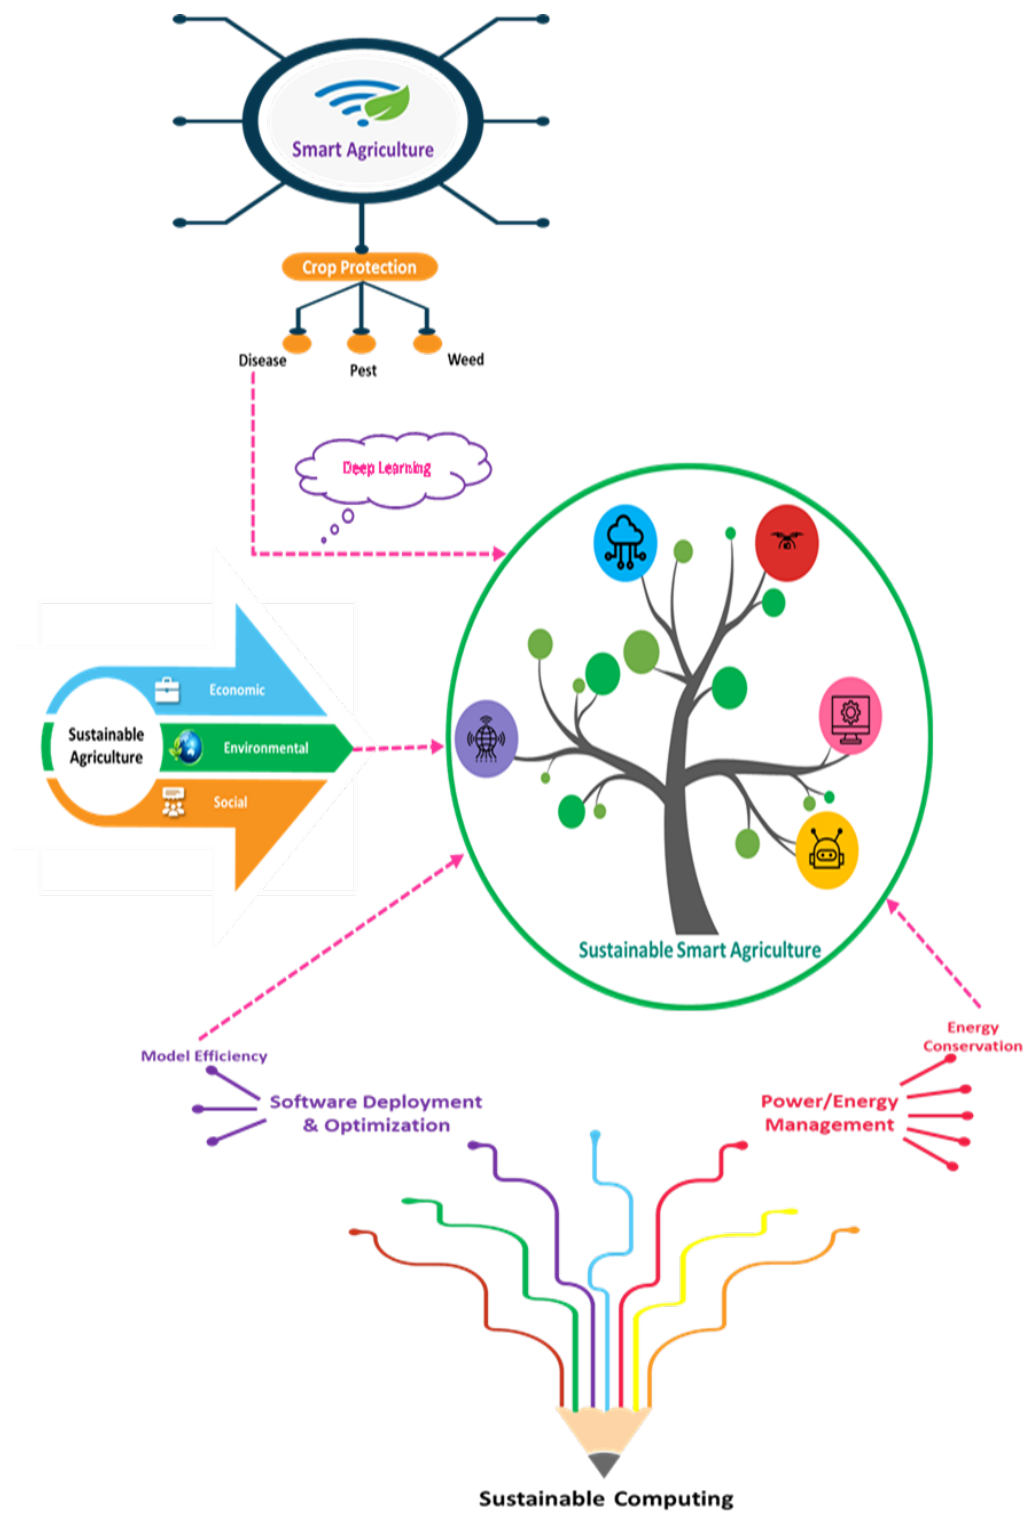 Smart Agriculture
Crop Protection
Disease
Pest
Weed
Deep Learning
Economic
Sustainable
Agriculture
Environmental
Social
Sustainable Smart Agriculture
Model Efficiency
Software Deployment
& Optimization
Energy
Conservation
Power/Energy
Management
Sustainable Computing